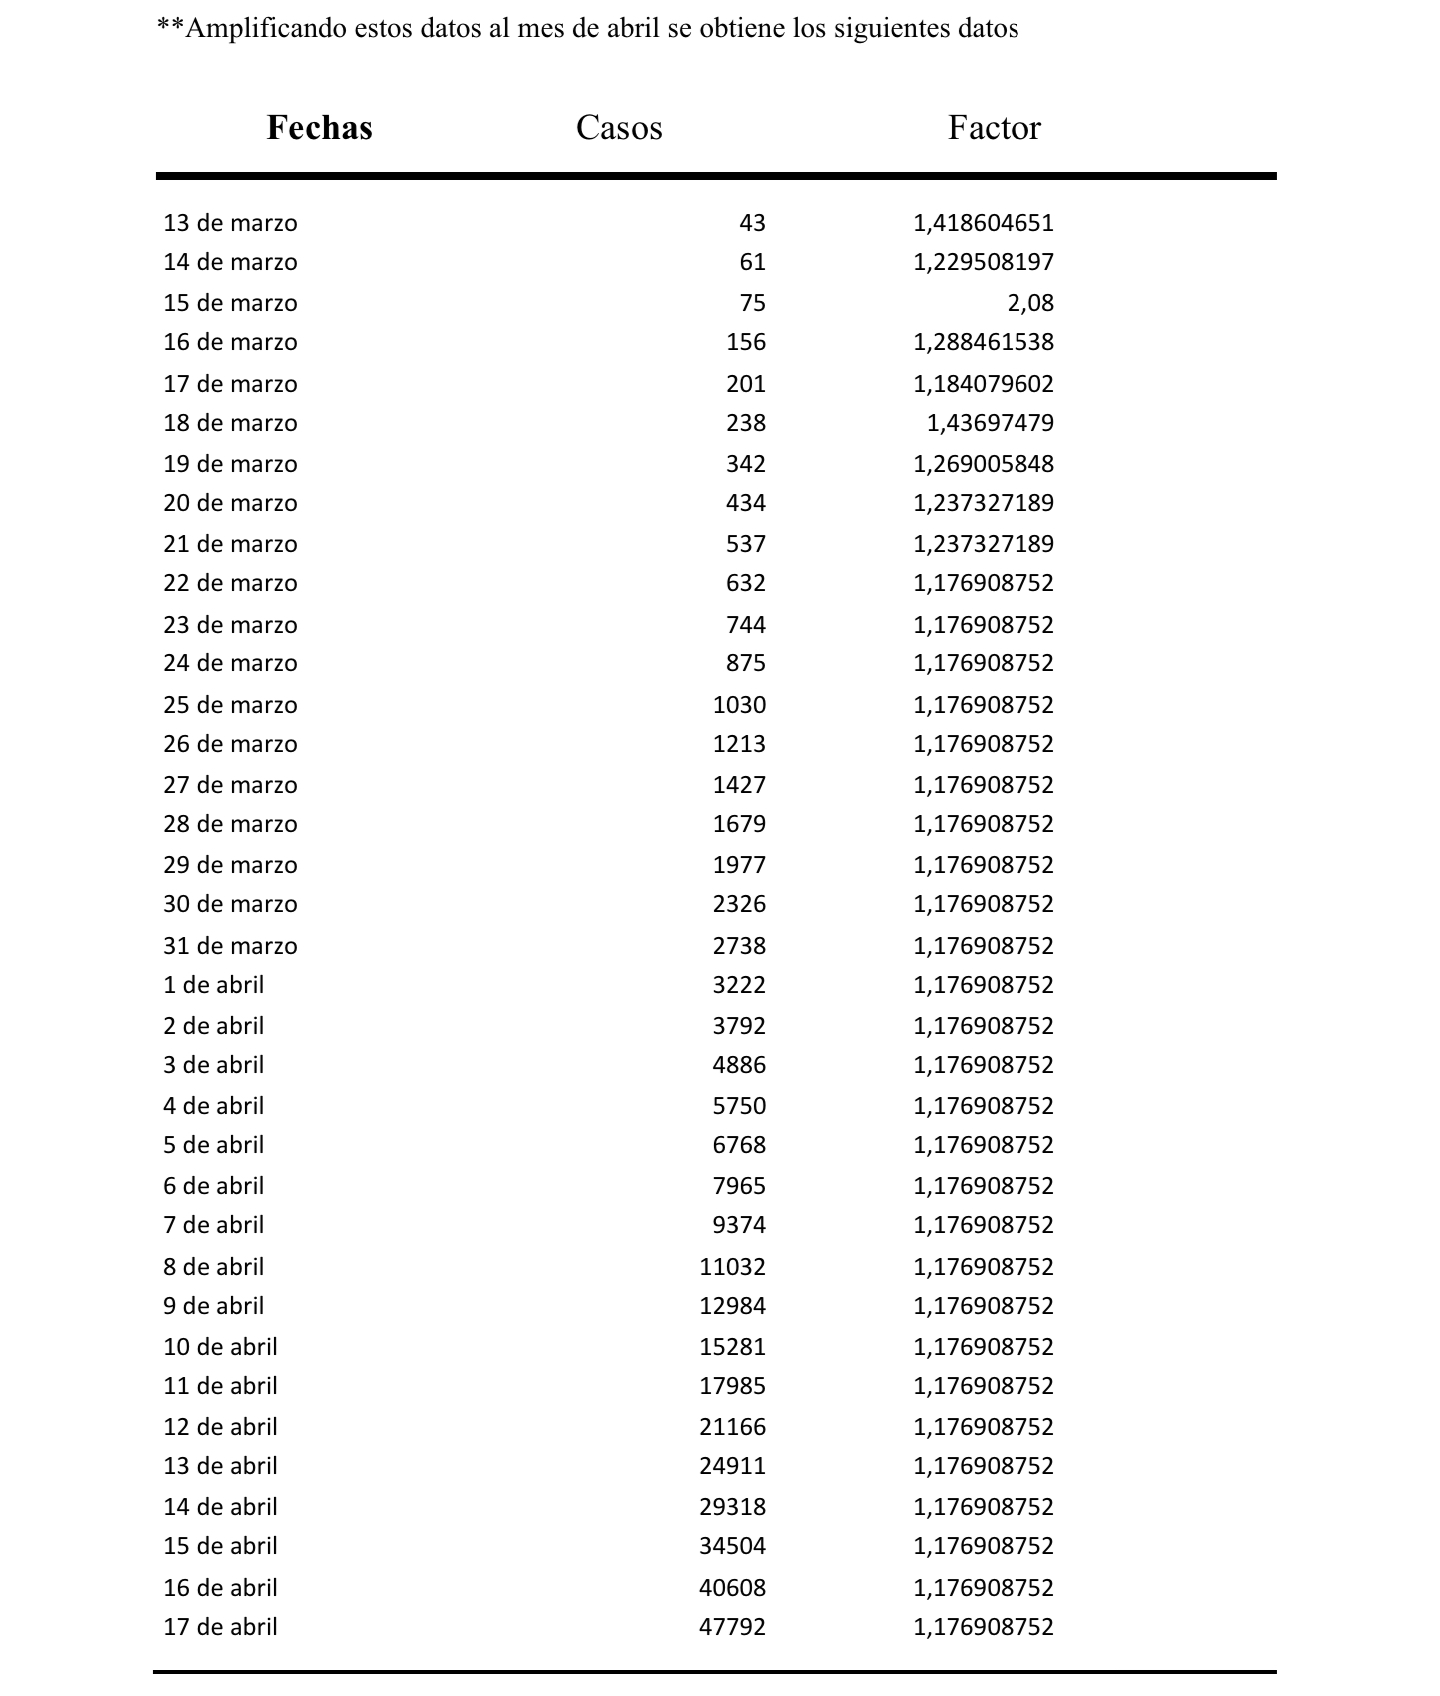 **Amplificando estos datos al mes de abril se obtiene los siguientes datos
Fechas Casos Factor
13 de marzo 43 1,418604651
14 de marzo 61 1,229508197
15 de marzo 75 2,08
16 de marzo 156 1,288461538
17 de marzo 201 1,184079602
18 de marzo 238 1,43697479
19 de marzo 342 1,269005848
20 de marzo 434 1,237327189
21 de marzo 537 1,237327189
22 de marzo 632 1,176908752
23 de marzo 744 1,176908752
24 de marzo 875 1,176908752
25 de marzo 1030 1,176908752
26 de marzo 1213 1,176908752
27 de marzo 1427 1,176908752
28 de marzo 1679 1,176908752
29 de marzo 1977 1,176908752
30 de marzo 2326 1,176908752
31 de marzo 2738 1,176908752
1 de abril 3222 1,176908752
2 de abril 3792 1,176908752
3 de abril 4886 1,176908752
4 de abril 5750 1,176908752
5 de abril 6768 1,176908752
6 de abril 7965 1,176908752
7 de abril 9374 1,176908752
8 de abril 11032 1,176908752
9 de abril 12984 1,176908752
10 de abril 15281 1,176908752
11 de abril 17985 1,176908752
12 de abril 21166 1,176908752
13 de abril 24911 1,176908752
14 de abril 29318 1,176908752
15 de abril 34504 1,176908752
16 de abril 40608 1,176908752
17 de abril 47792 1,176908752